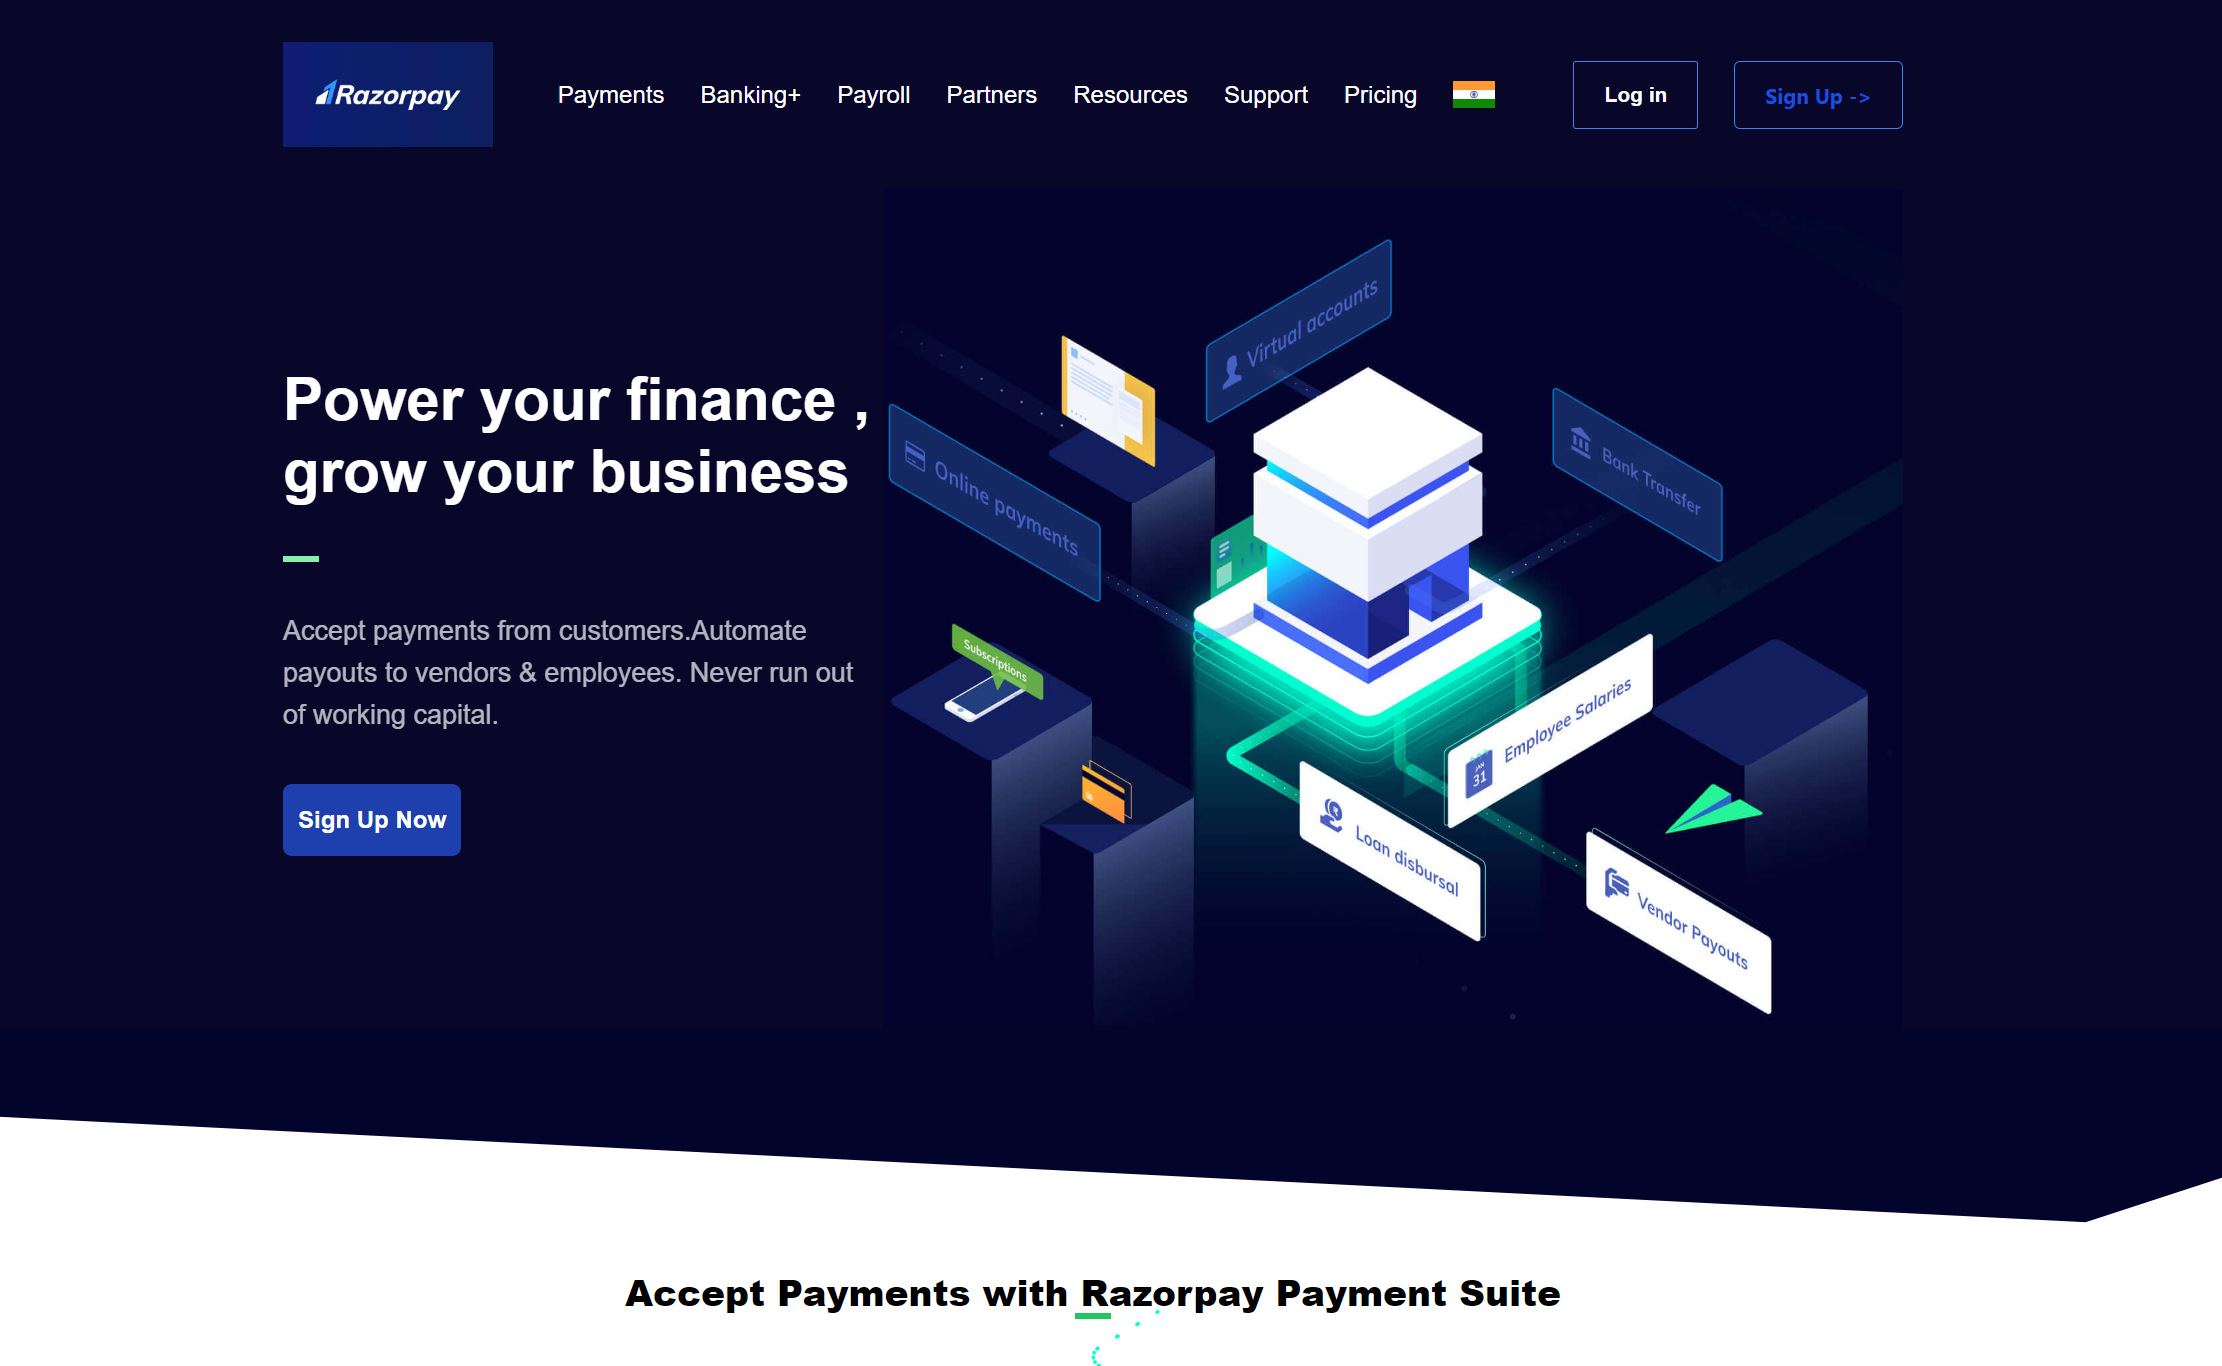 Razorpay
Payments Banking+ Payroll Partners Resources Support Pricing
Log in
Sign Up ->
Power your finance ,
grow your business
Accept payments from customers.Automate
payouts to vendors & employees. Never run out
of working capital.
Sign Up Now
Virtual accounts
Online payments
Bank Transfer
Subscriptions
JAN
31
Employee Salaries
Loan disbursal
Vendor Payouts
Accept Payments with Razorpay Payment Suite